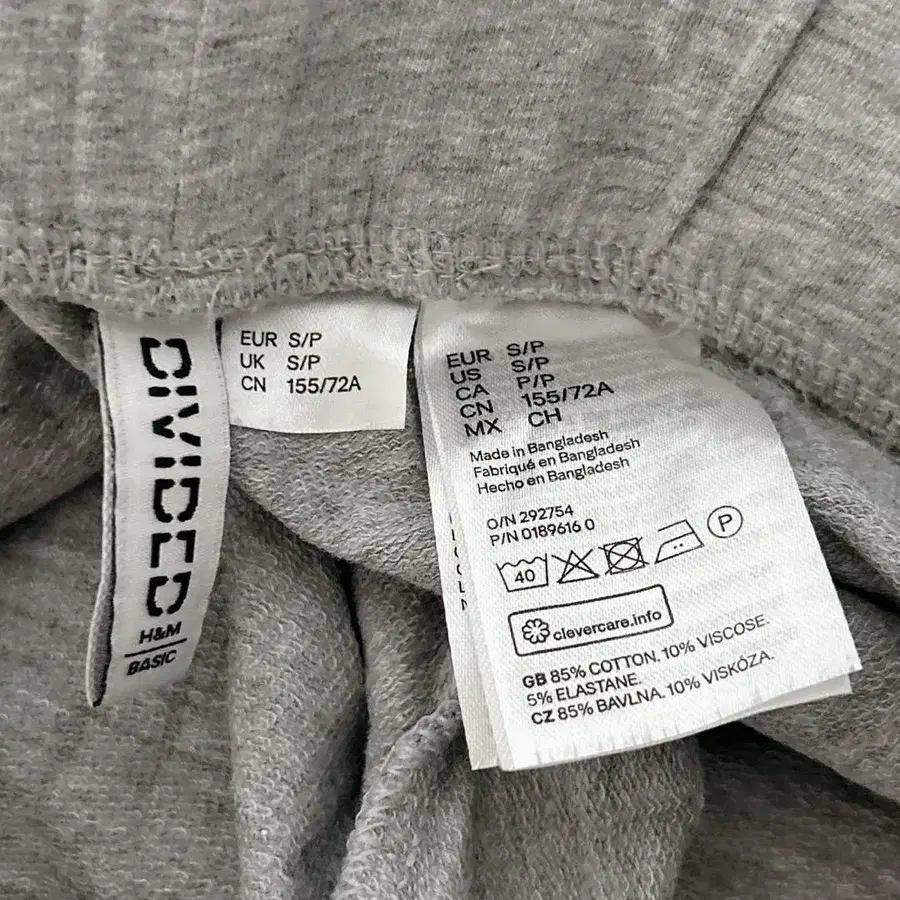 DIVIDED
H&M
BASIC
EUR S/P
UK S/P
CN 155/72A
EUR S/P
US S/P
CA P/P
CN 155/72A
MX CH
Made in Bangladesh
Fabriqué en Bangladesh
Hecho en Bangladesh
O/N 292754
P/N 0189616 0
40
P
clevercare.info
GB 85% COTTON. 10% VISCOSE.
5% ELASTANE.
CZ 85% BAVLNA. 10% VISKÓZA.